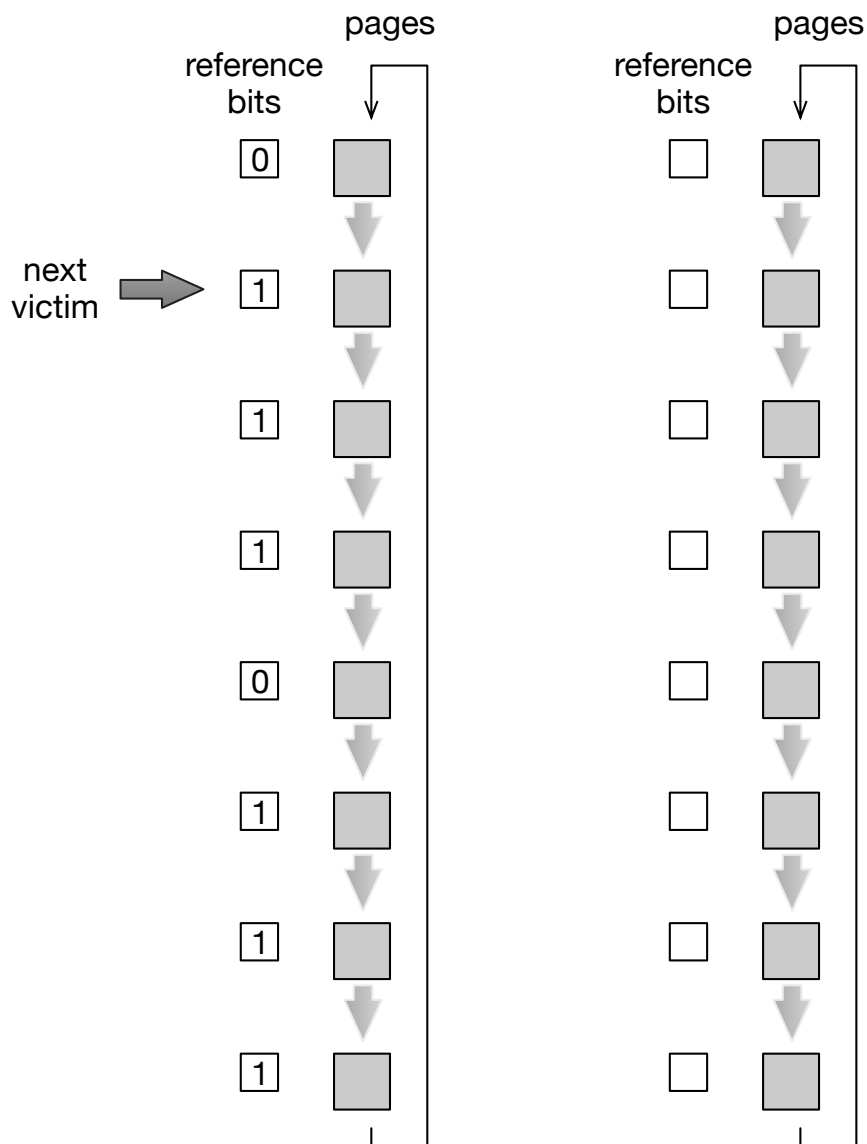 pages
reference
bits
0
next
victim
1
1
1
0
1
1
1
pages
reference
bits